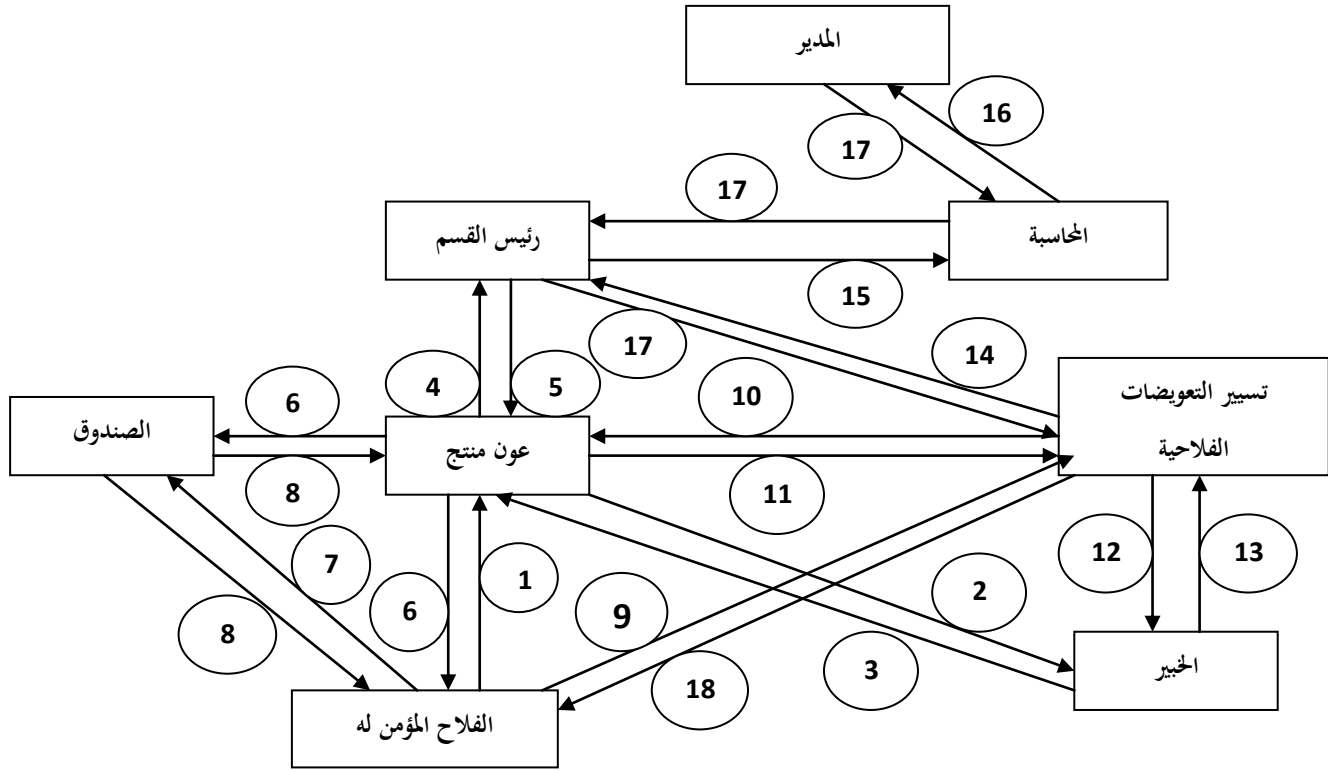 المدير
16
17
17
رئيس القسم
المحاسبة
15
17
14
4
5
10
6
تسيير التعويضات
الفلاحية
الصندوق
عون منتج
8
11
7
1
12
13
6
9
2
8
3
18
الخبير
الفلاح المؤمن له